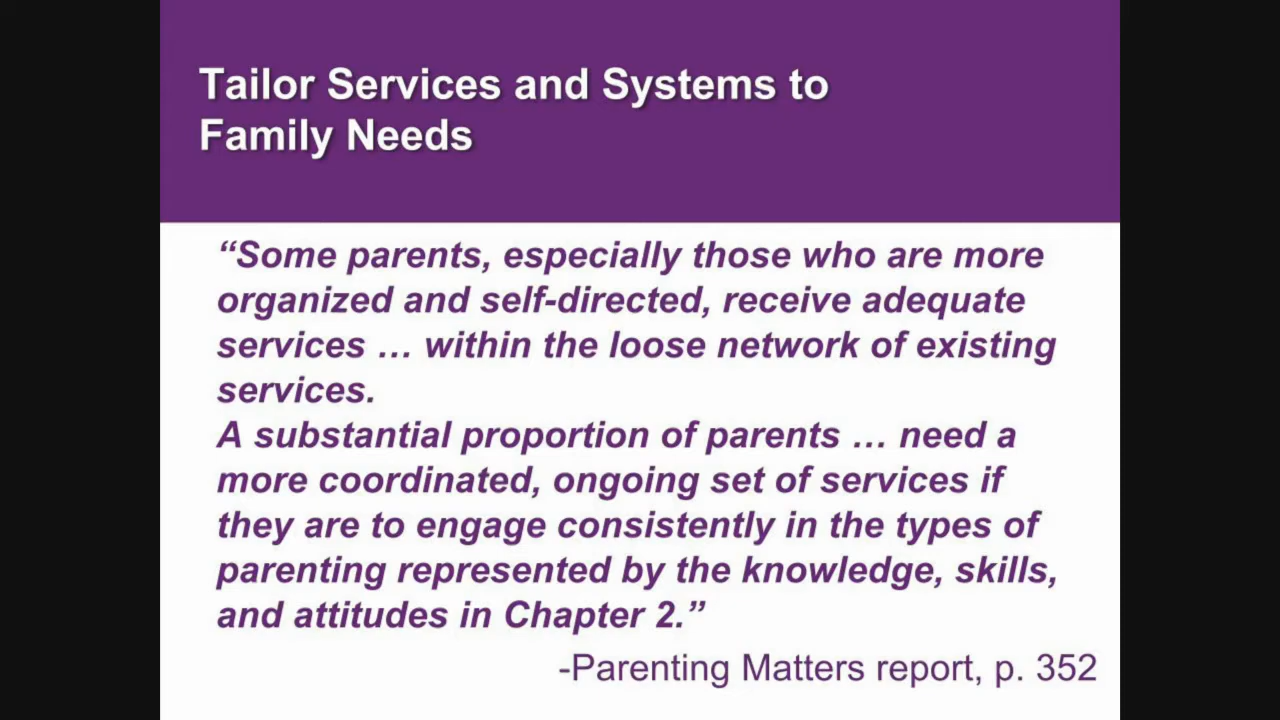 Tailor Services and Systems to
Family Needs
“Some parents, especially those who are more
organized and self-directed, receive adequate
services … within the loose network of existing
services.
A substantial proportion of parents … need a
more coordinated, ongoing set of services if
they are to engage consistently in the types of
parenting represented by the knowledge, skills,
and attitudes in Chapter 2.”
-Parenting Matters report, p. 352